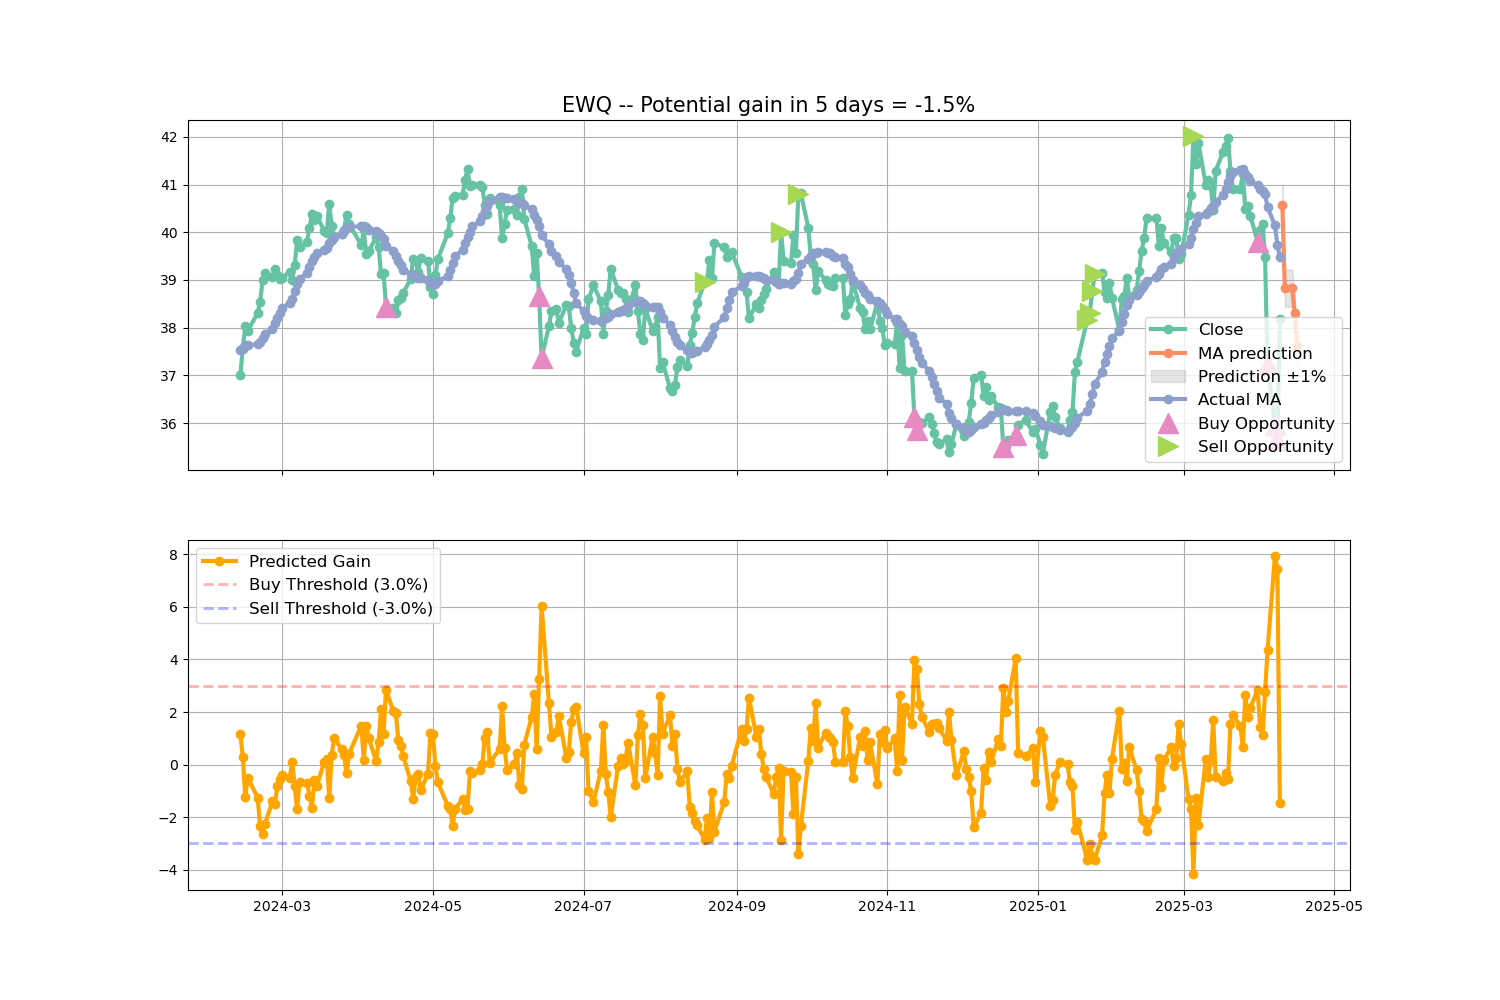 EWQ -- Potential gain in 5 days = -1.5%
42
41
40
39
38
37
36
Close
MA prediction
Prediction ±1%
Actual MA
Buy Opportunity
Sell Opportunity
8
6
4
2
0
−2
−4
Predicted Gain
Buy Threshold (3.0%)
Sell Threshold (-3.0%)
2024-03 2024-05 2024-07 2024-09 2024-11 2025-01 2025-03 2025-05